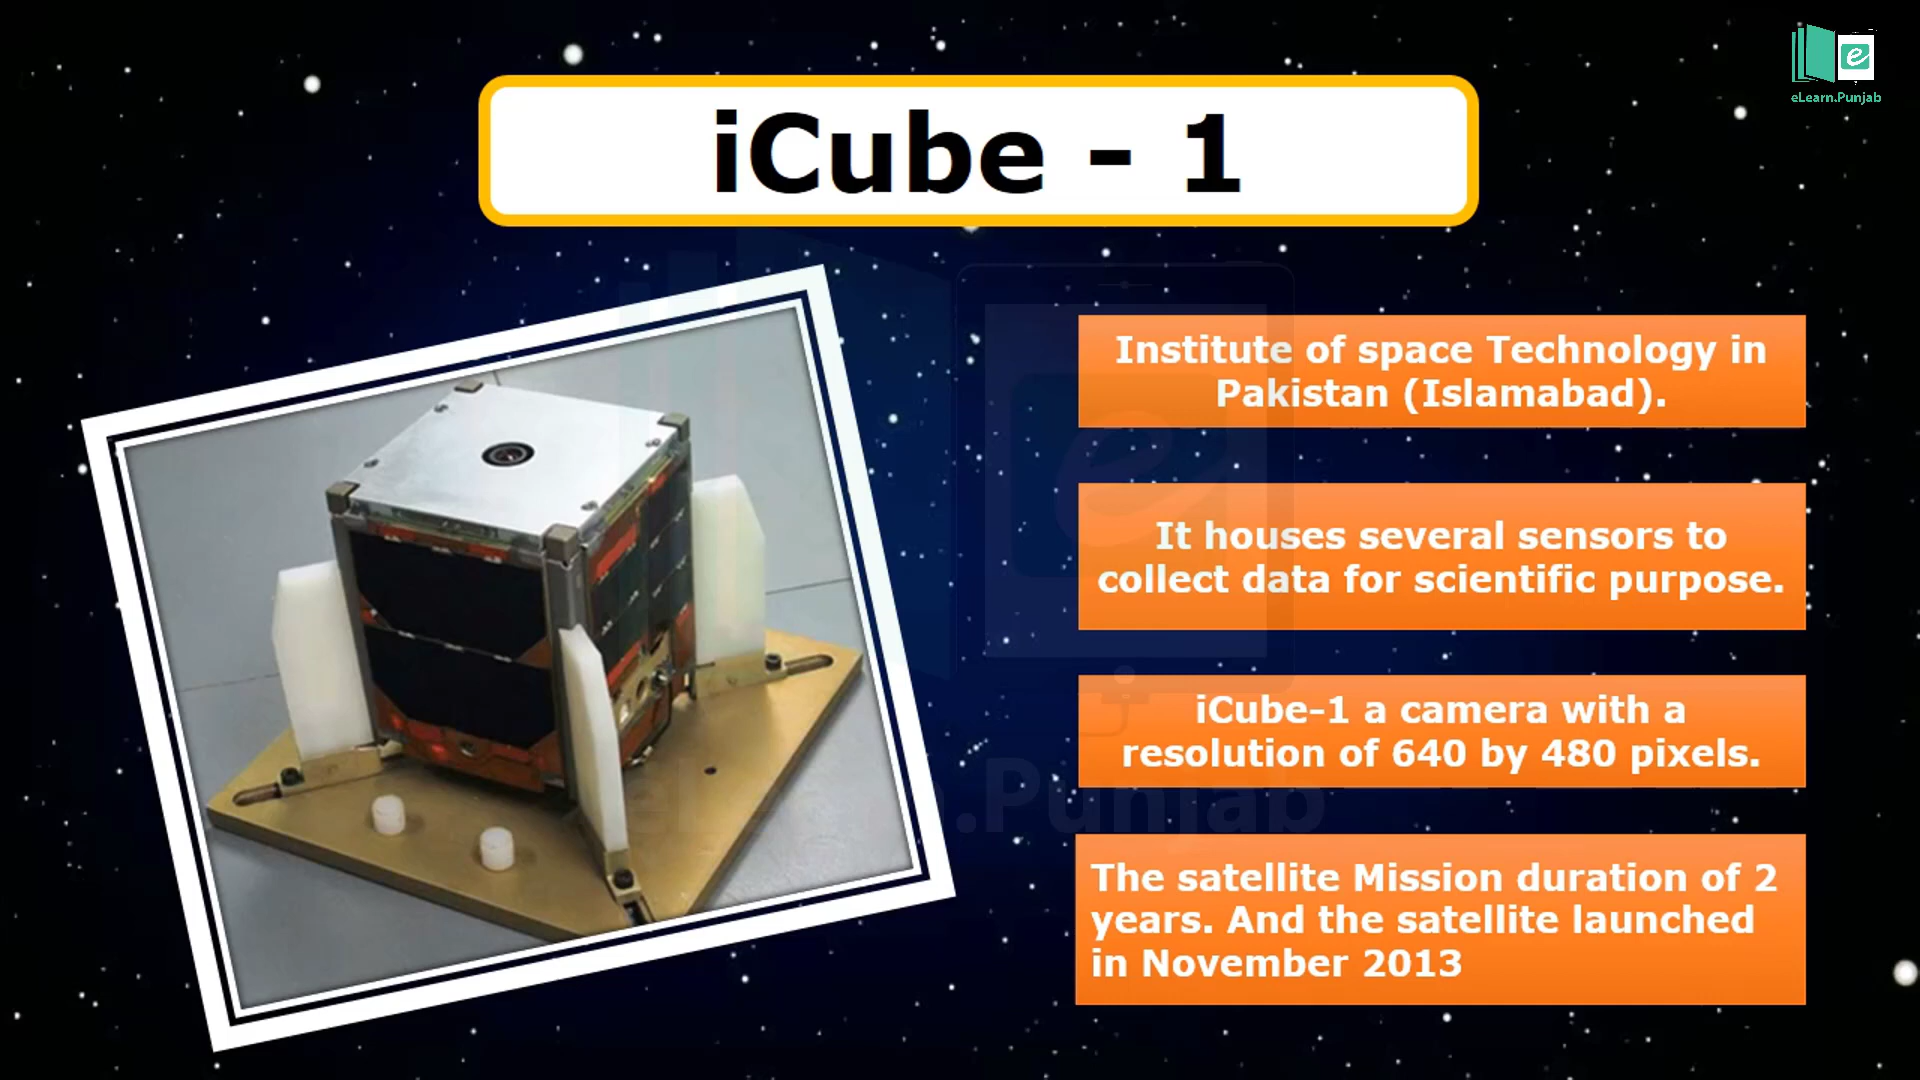 eLearn.Punjab
iCube - 1
Institute of space Technology in
Pakistan (Islamabad).
It houses several sensors to
collect data for scientific purpose.
iCube-1 a camera with a
resolution of 640 by 480 pixels.
The satellite Mission duration of 2
years. And the satellite launched
in November 2013
eLearn.Punjab